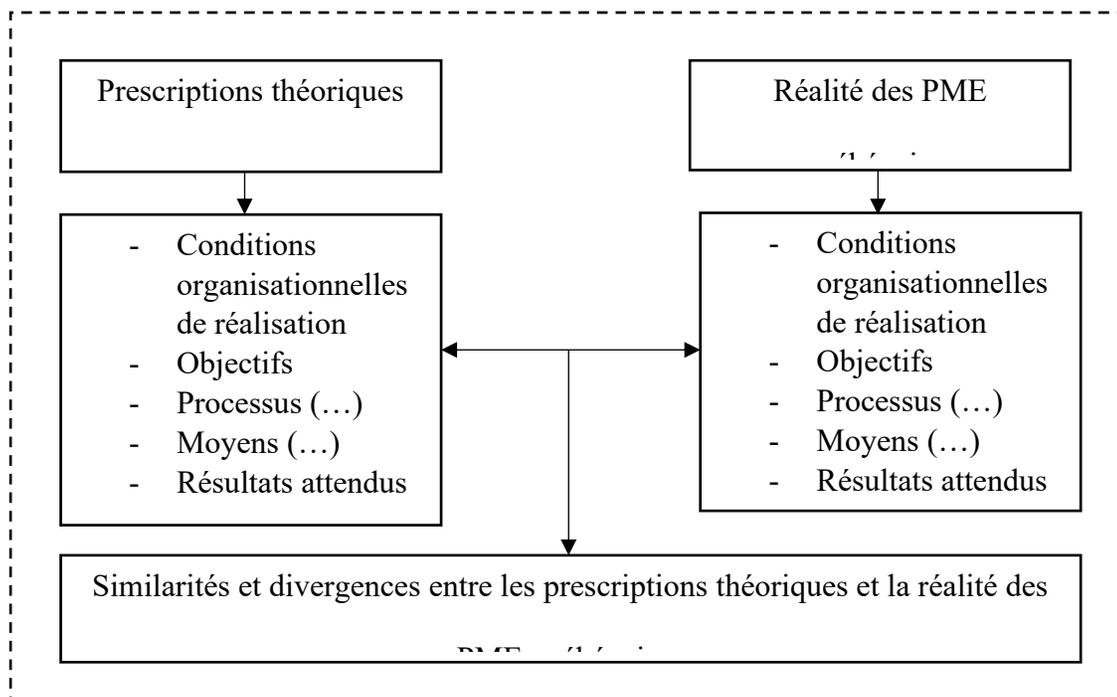 Prescriptions théoriques
Réalité des PME
- Conditions
organisationnelles
de réalisation
- Objectifs
- Processus (…)
- Moyens (…)
- Résultats attendus
- Conditions
organisationnelles
de réalisation
- Objectifs
- Processus (…)
- Moyens (…)
- Résultats attendus
Similarités et divergences entre les prescriptions théoriques et la réalité des
PME